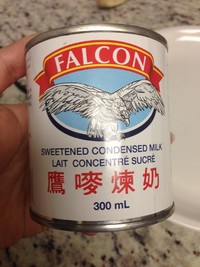 FALCON
SWEETENED CONDENSED MILK
LAIT CONCENTRÉ SUCRÉ
鷹嘜煉奶
300 mL